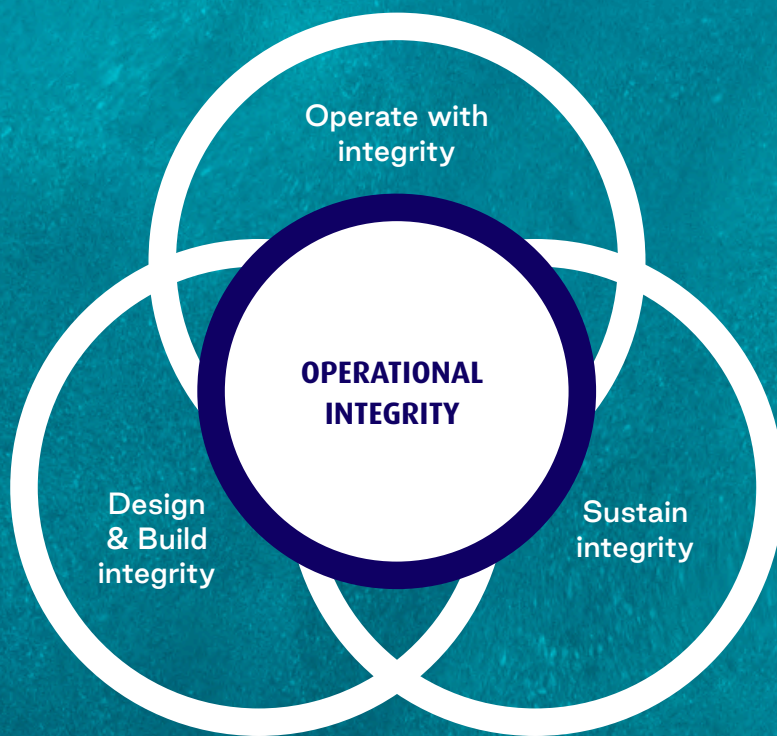 Operate with
integrity
OPERATIONAL
INTEGRITY
Design
& Build
integrity
Sustain
integrity